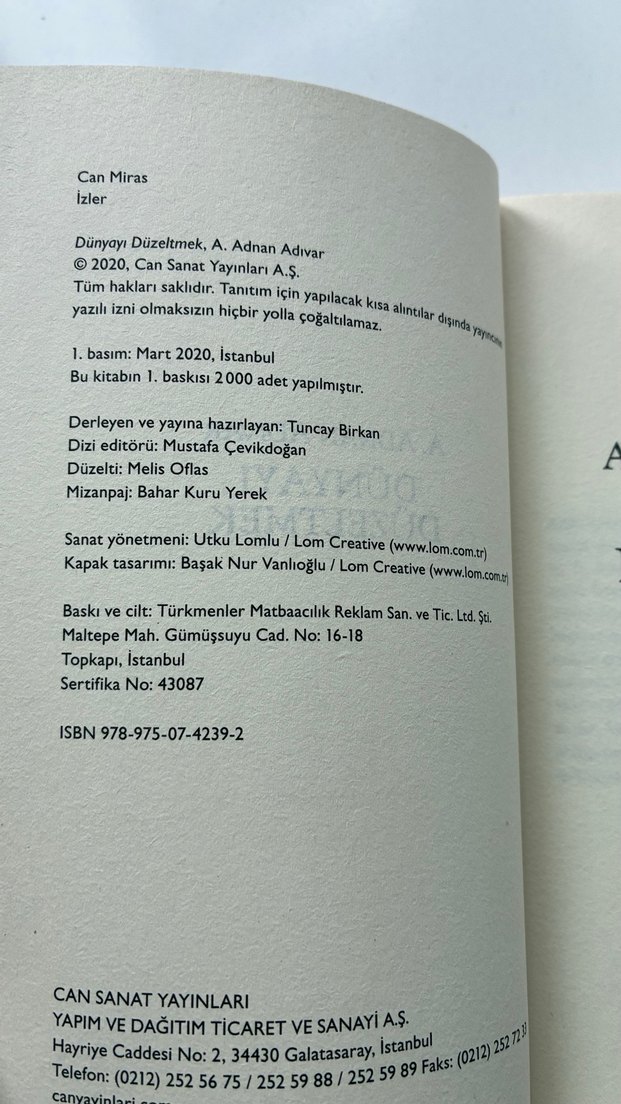 Can Miras
İzler
Dünyayı Düzeltmek, A. Adnan Adıvar
© 2020, Can Sanat Yayınları A.Ş.
Tüm hakları saklıdır. Tanıtım için yapılacak kısa alıntılar dışında yayıncının
yazılı izni olmaksızın hiçbir yolla çoğaltılamaz.
1. basım: Mart 2020, İstanbul
Bu kitabın 1. baskısı 2 000 adet yapılmıştır.
Derleyen ve yayına hazırlayan: Tuncay Birkan
Dizi editörü: Mustafa Çevikdoğan
Düzelti: Melis Oflas
Mizanpaj: Bahar Kuru Yerek
Sanat yönetmeni: Utku Lomlu / Lom Creative (www.lom.com.tr)
Kapak tasarımı: Başak Nur Vanlıoğlu / Lom Creative (www.lom.com.tr)
Baskı ve cilt: Türkmenler Matbaacılık Reklam San. ve Tic. Ltd. Şti.
Maltepe Mah. Gümüşsuyu Cad. No: 16-18
Topkapı, İstanbul
Sertifika No: 43087
ISBN 978-975-07-4239-2
CAN SANAT YAYINLARI
YAPIM VE DAĞITIM TİCARET VE SANAYİ A.Ş.
Hayriye Caddesi No: 2, 34430 Galatasaray, İstanbul
Telefon: (0212) 252 56 75 / 252 59 88 / 252 59 89 Faks: (0212) 252 72 33